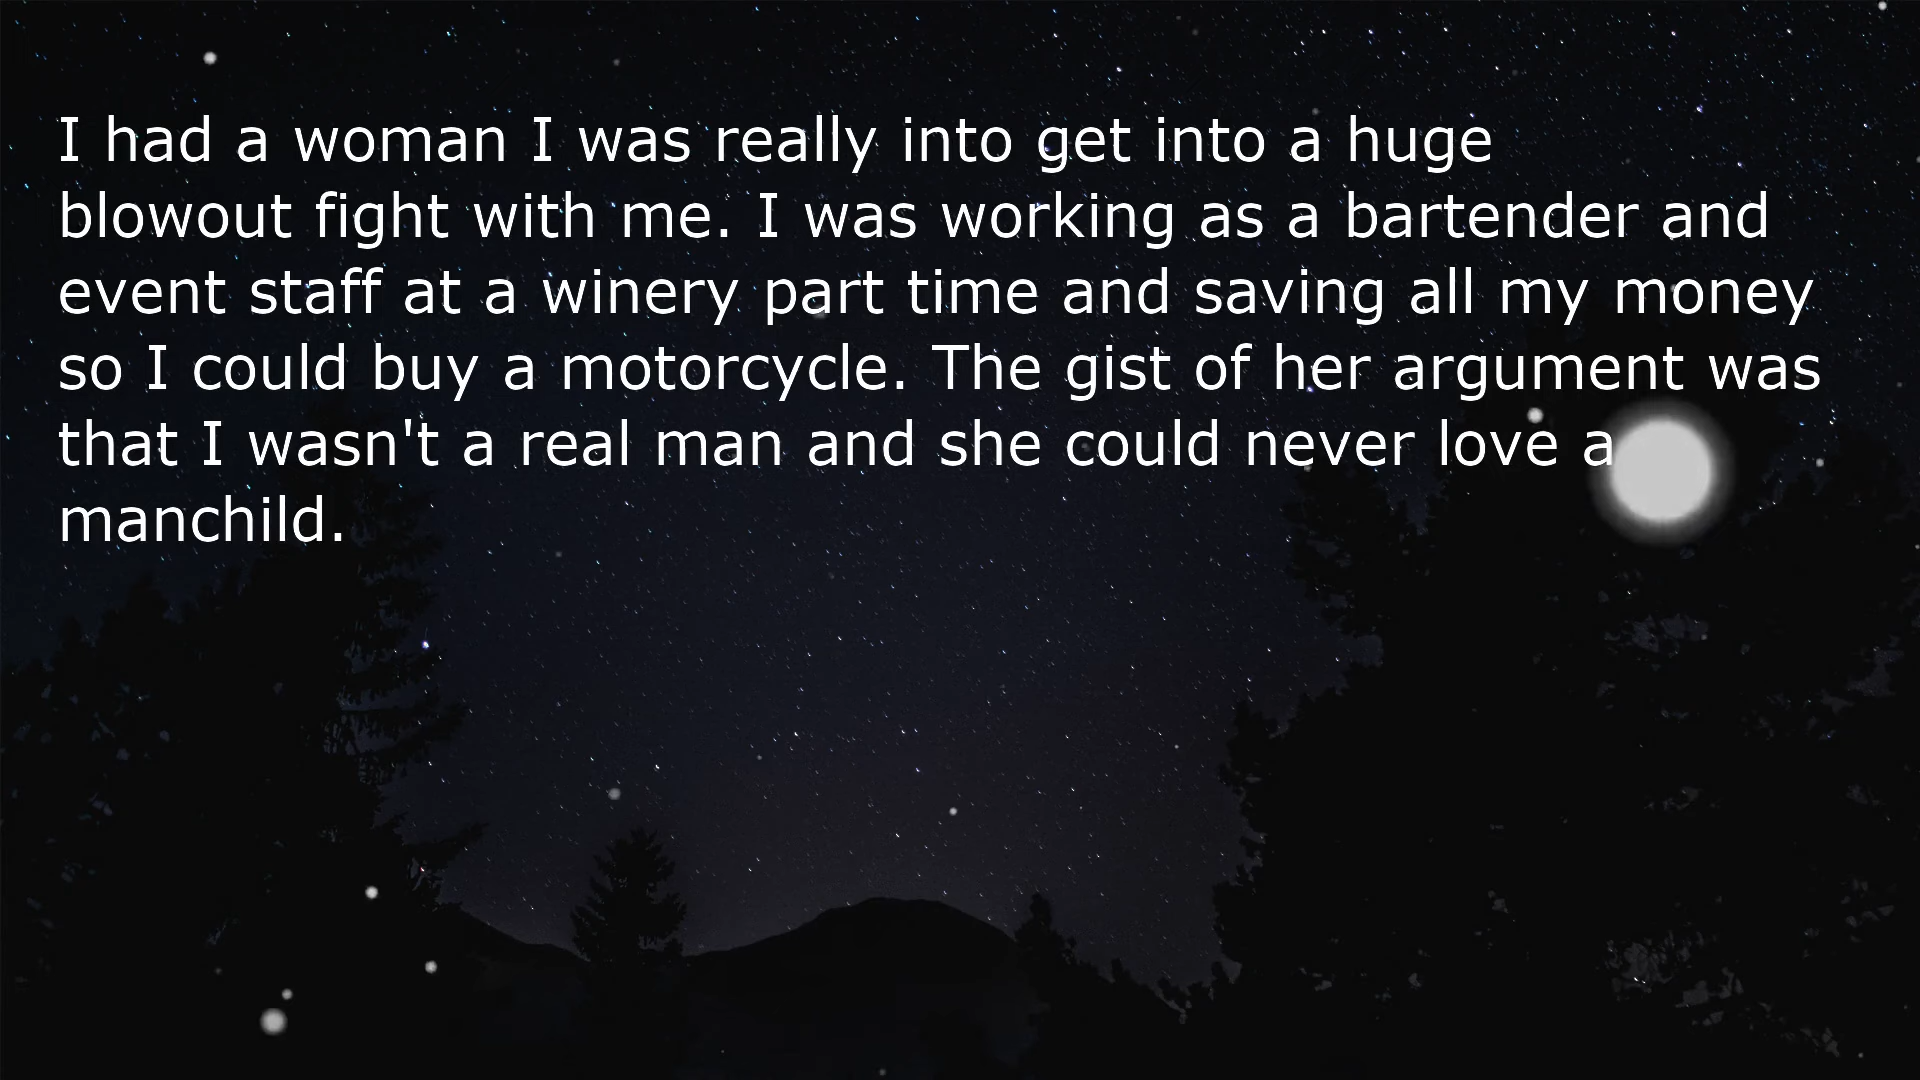 I had a woman I was really into get into a huge
blowout fight with me. I was working as a bartender and
event staff at a winery part time and saving all my money
so I could buy a motorcycle. The gist of her argument was
that I wasn't a real man and she could never love a
manchild.